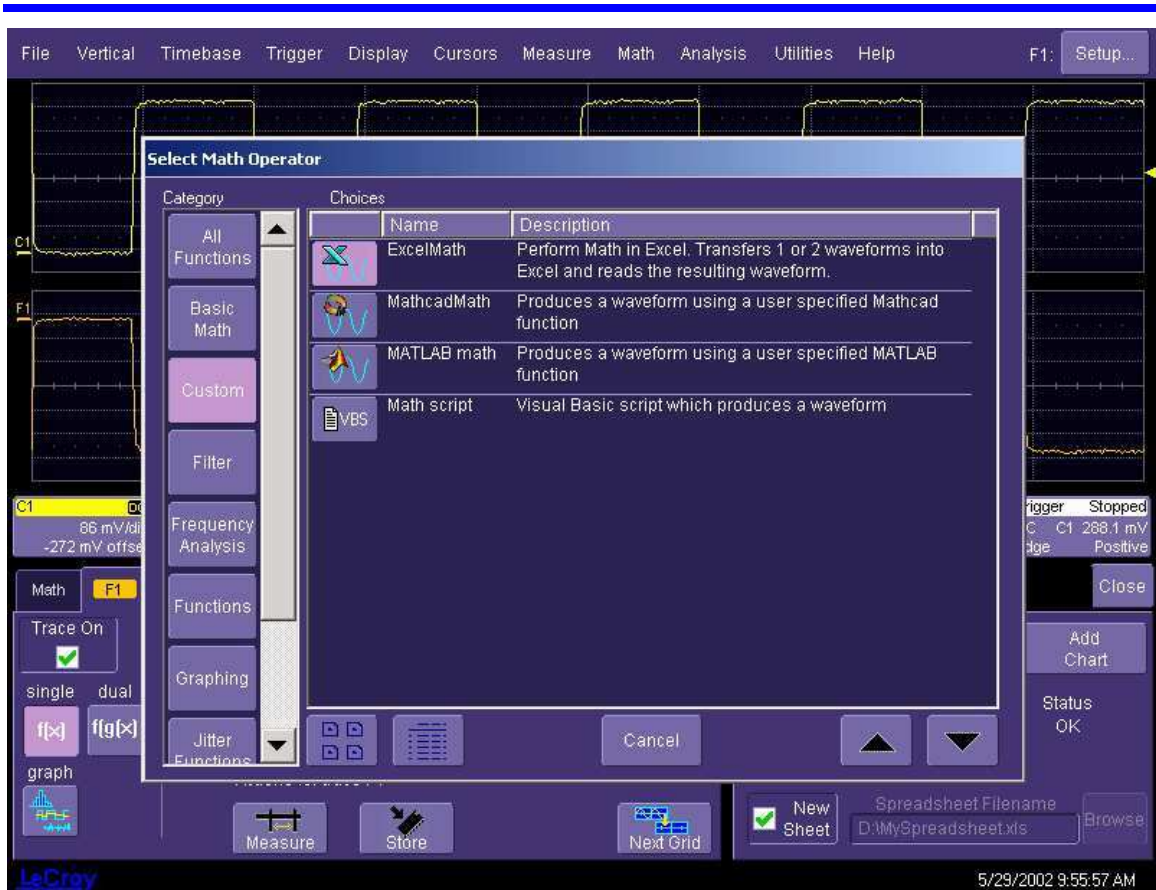 File Vertical Timebase Trigger Display Cursors Measure Math Analysis Utilities Help F1: Setup...
Select Math Operator
Category Choices
Name Description
All
Functions
Basic
Math
Custom
Filter
Frequency
Analysis
Functions
Graphing
Jitter
Functions
ExcelMath Perform Math in Excel. Transfers 1 or 2 waveforms into
Excel and reads the resulting waveform.
MathcadMath Produces a waveform using a user specified Mathcad
function
MATLAB math Produces a waveform using a user specified MATLAB
function
VBS Math script Visual Basic script which produces a waveform
Cancel
C1
F1
C1
86 mV/di
-272 mV offse
rigger Stopped
C C1 268.1 mV
dge Positive
Math F1 Close
Trace On
single dual
f(x) f(g(x)
graph
Measure Store Next Grid
Add
Chart
Status
OK
New
Sheet
Spreadsheet Filename
D:\MySpreadsheet.xls Browse
LeCroy 5/29/2002 9:55:57 AM